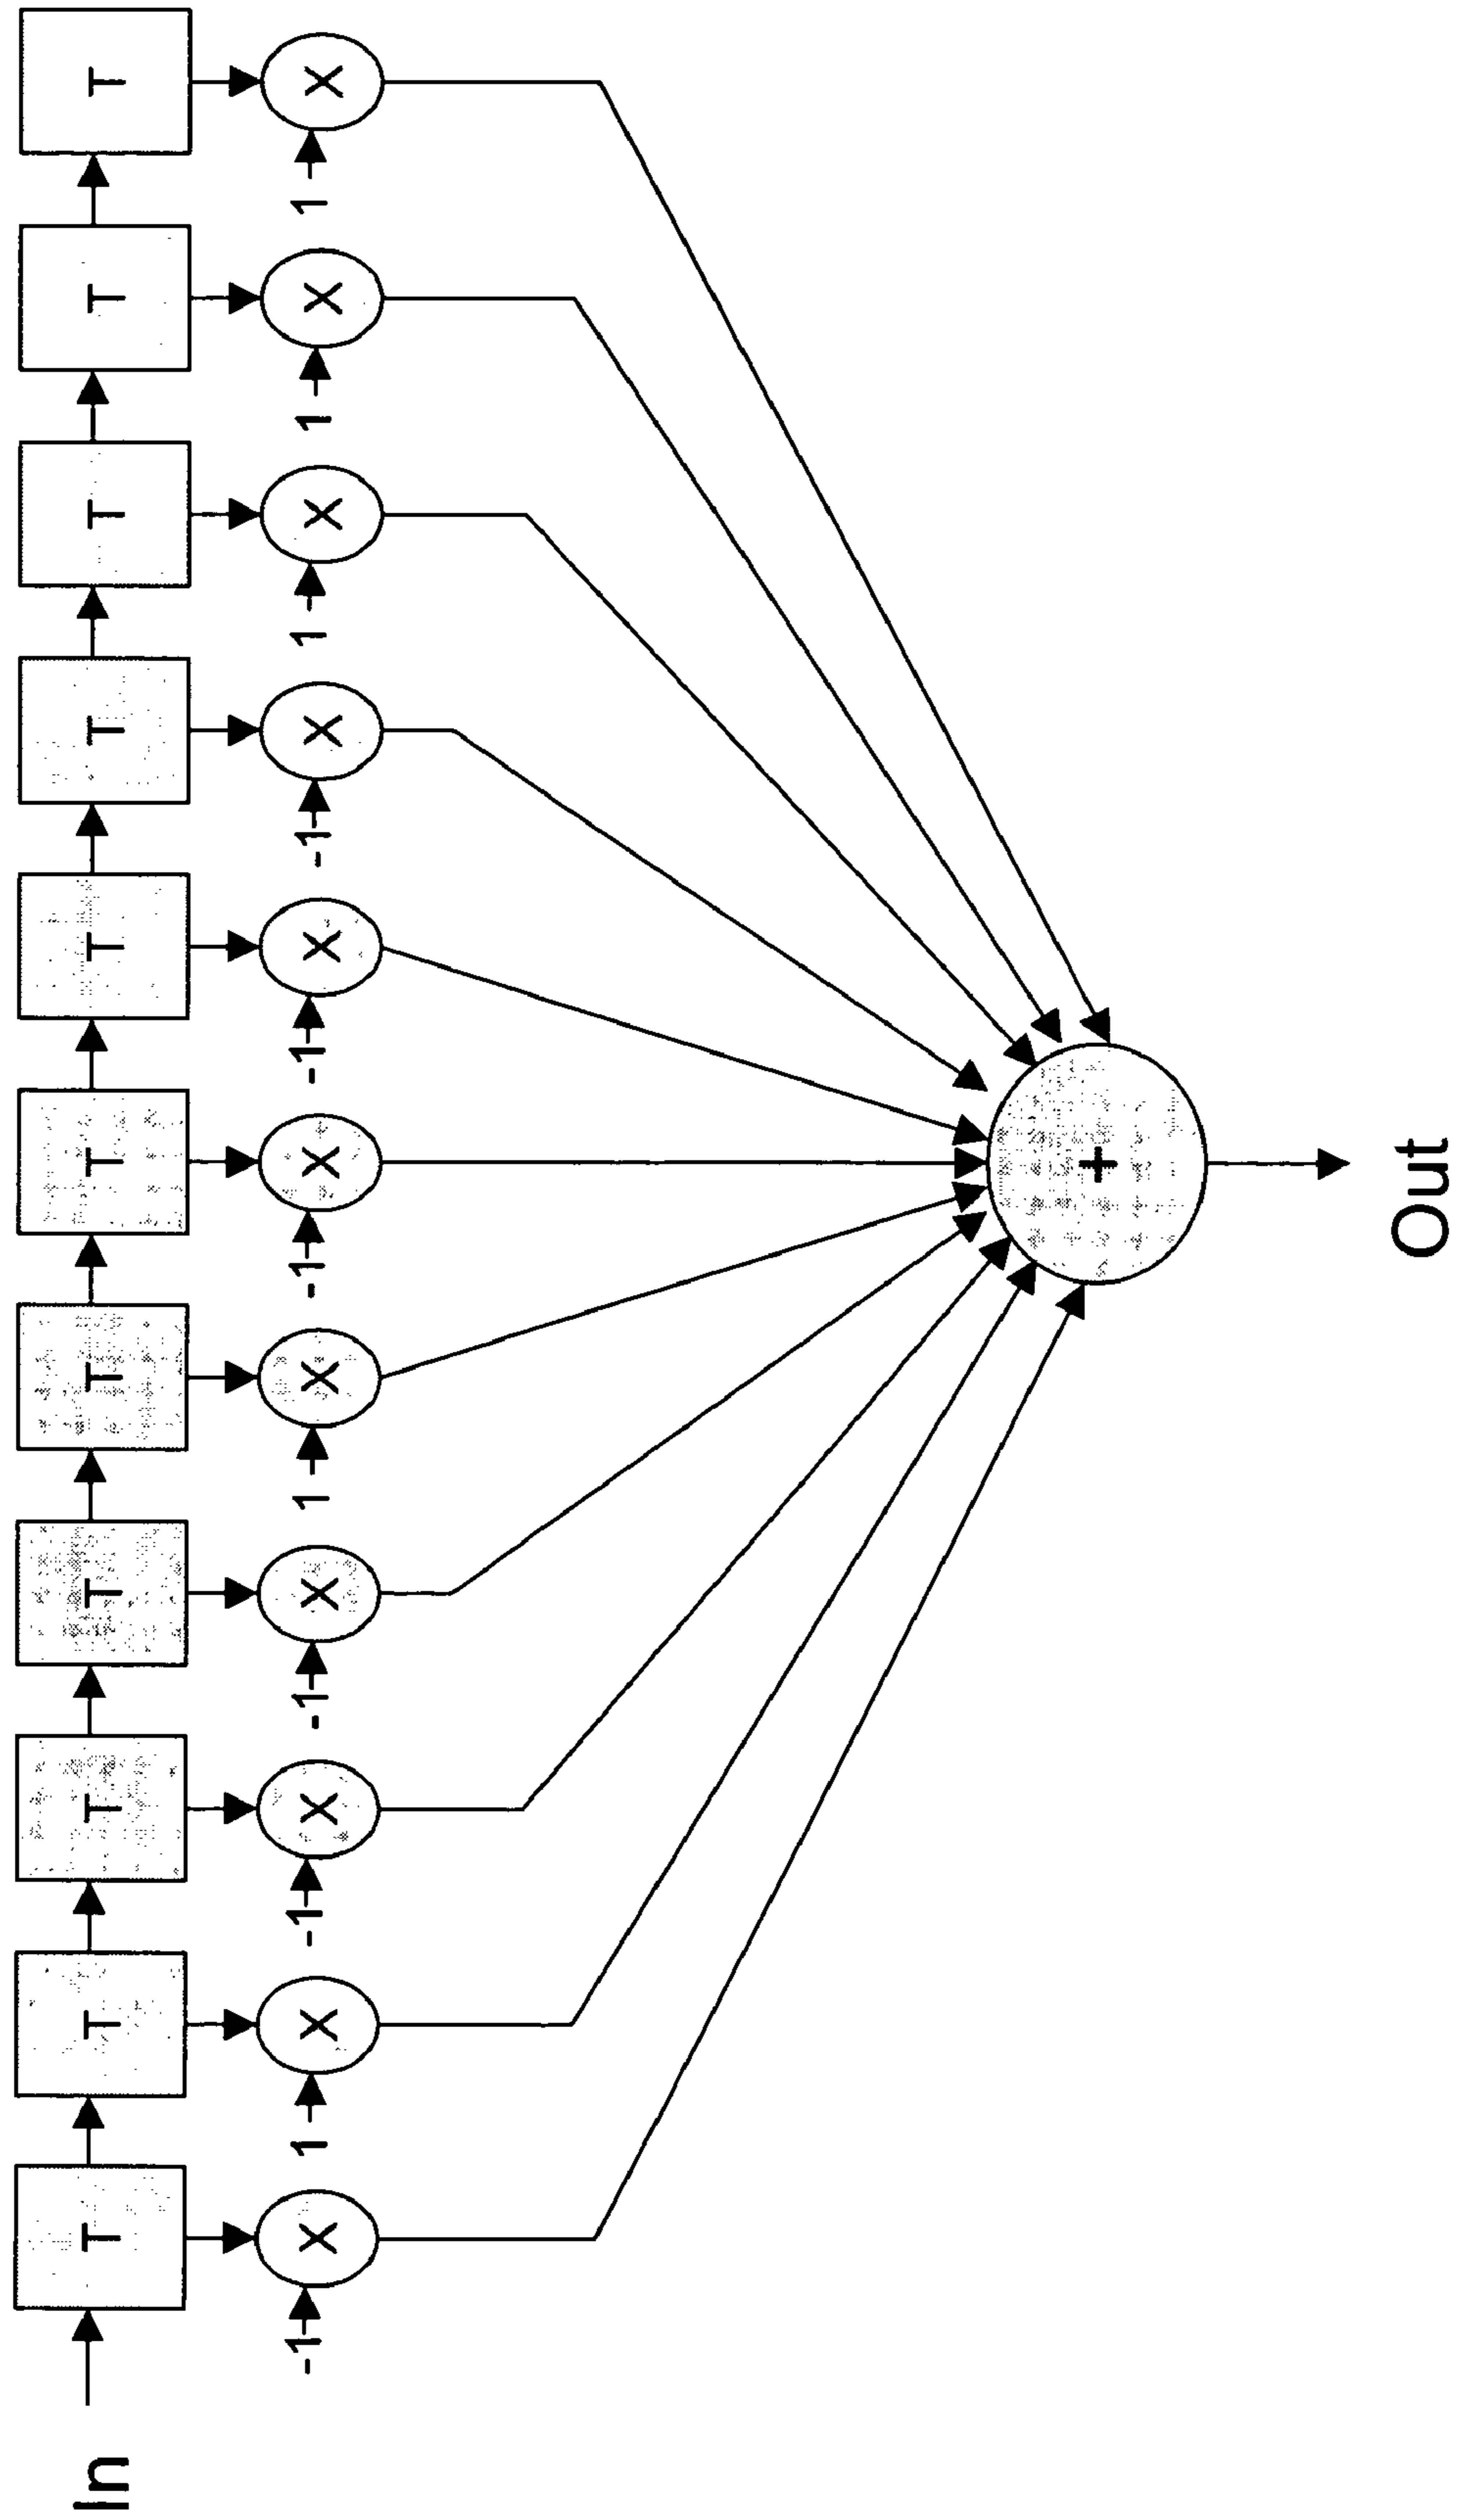 In
T T T T T T T T T T T
X X X X X X X X X X X
-1 1 -1 -1 1 -1 -1 -1 1 1 1
+
Out